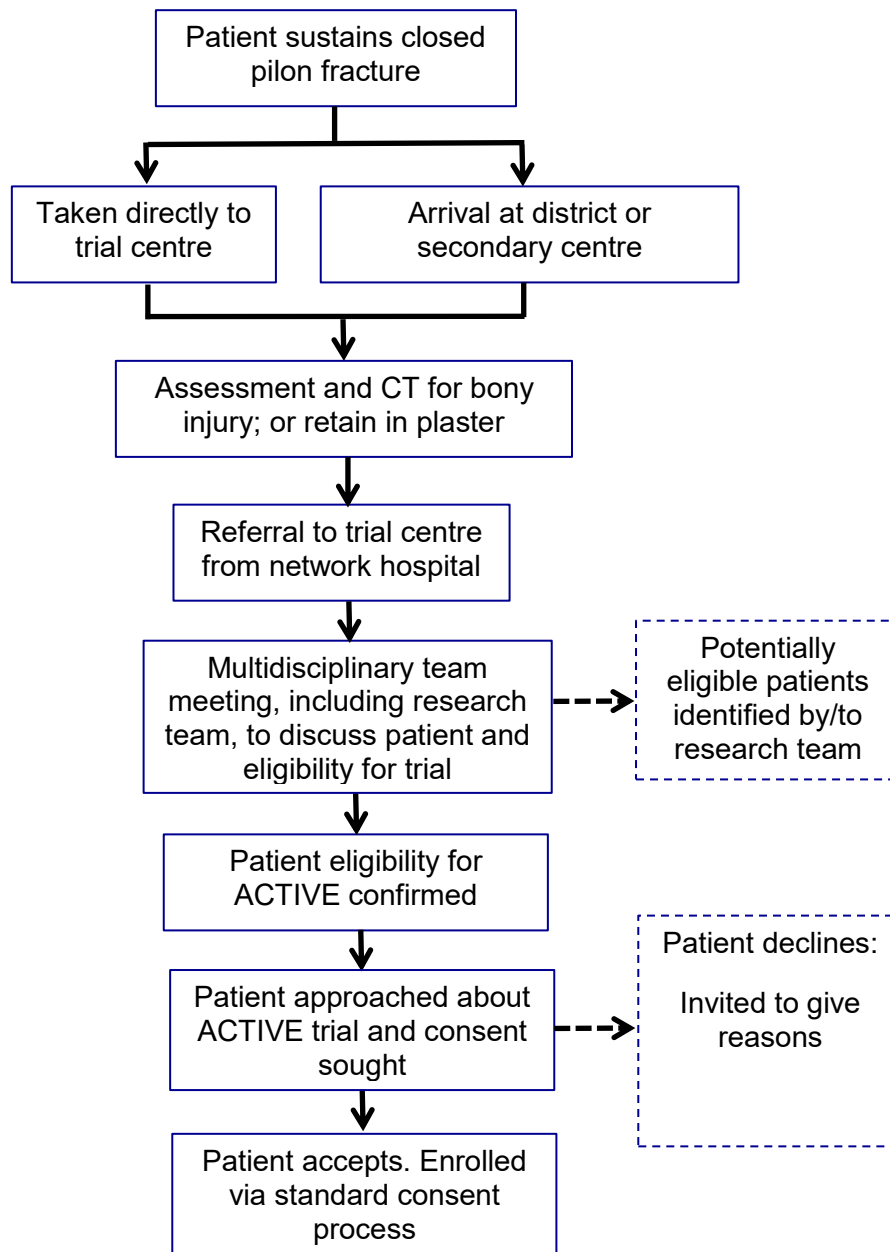 Patient sustains closed
pilon fracture
Taken directly to
trial centre
Arrival at district or
secondary centre
Assessment and CT for bony
injury; or retain in plaster
Referral to trial centre
from network hospital
Multidisciplinary team
meeting, including research
team, to discuss patient and
eligibility for trial
Potentially
eligible patients
identified by/to
research team
Patient eligibility for
ACTIVE confirmed
Patient approached about
ACTIVE trial and consent
sought
Patient declines:
Invited to give
reasons
Patient accepts. Enrolled
via standard consent
process